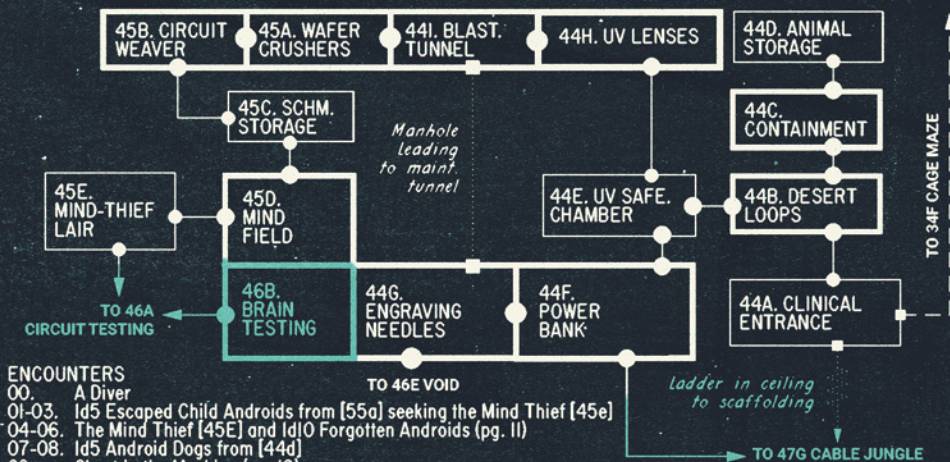 45B. CIRCUIT
WEAVER
45A. WAFER
CRUSHERS
44I. BLAST.
TUNNEL
44H. UV LENSES
44D. ANIMAL
STORAGE
45C. SCHM.
STORAGE
44C.
CONTAINMENT
Manhole
leading
to maint.
tunnel
45E.
MIND-THIEF
LAIR
45D.
MIND
FIELD
44E. UV SAFE.
CHAMBER
44B. DESERT
LOOPS
TO 34F CAGE MAZE
46B.
BRAIN
TESTING
44G.
ENGRAVING
NEEDLES
44F.
POWER
BANK
44A. CLINICAL
ENTRANCE
TO 46A
CIRCUIT TESTING
TO 46E VOID
Ladder in ceiling
to scaffolding
TO 47G CABLE JUNGLE
ENCOUNTERS
00. A Diver
01-03. 1d5 Escaped Child Androids from [55a] seeking the Mind Thief [45e]
04-06. The Mind Thief [45E] and 1d10 Forgotten Androids (pg. 11)
07-08. 1d5 Android Dogs from [44d]